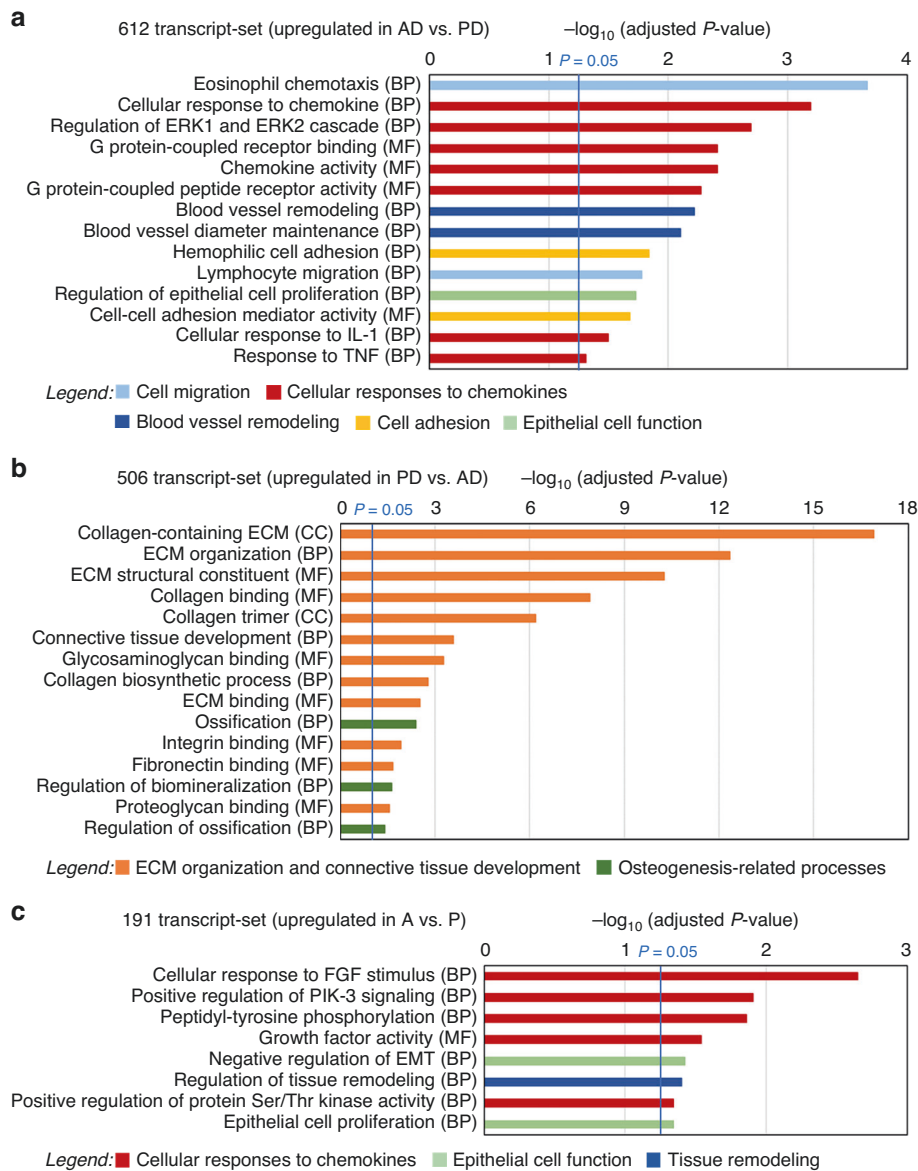 a
612 transcript-set (upregulated in AD vs. PD) –log10 (adjusted P-value)
0 1 P = 0.05 2 3 4
Eosinophil chemotaxis (BP)
Cellular response to chemokine (BP)
Regulation of ERK1 and ERK2 cascade (BP)
G protein-coupled receptor binding (MF)
Chemokine activity (MF)
G protein-coupled peptide receptor activity (MF)
Blood vessel remodeling (BP)
Blood vessel diameter maintenance (BP)
Hemophilic cell adhesion (BP)
Lymphocyte migration (BP)
Regulation of epithelial cell proliferation (BP)
Cell-cell adhesion mediator activity (MF)
Cellular response to IL-1 (BP)
Response to TNF (BP)
Legend: Cell migration Cellular responses to chemokines
Blood vessel remodeling Cell adhesion Epithelial cell function
b
506 transcript-set (upregulated in PD vs. AD) –log10 (adjusted P-value)
0 P = 0.05 3 6 9 12 15 18
Collagen-containing ECM (CC)
ECM organization (BP)
ECM structural constituent (MF)
Collagen binding (MF)
Collagen trimer (CC)
Connective tissue development (BP)
Glycosaminoglycan binding (MF)
Collagen biosynthetic process (BP)
ECM binding (MF)
Ossification (BP)
Integrin binding (MF)
Fibronectin binding (MF)
Regulation of biomineralization (BP)
Proteoglycan binding (MF)
Regulation of ossification (BP)
Legend: ECM organization and connective tissue development Osteogenesis-related processes
c
191 transcript-set (upregulated in A vs. P) –log10 (adjusted P-value)
0 1 P = 0.05 2 3
Cellular response to FGF stimulus (BP)
Positive regulation of PIK-3 signaling (BP)
Peptidyl-tyrosine phosphorylation (BP)
Growth factor activity (MF)
Negative regulation of EMT (BP)
Regulation of tissue remodeling (BP)
Positive regulation of protein Ser/Thr kinase activity (BP)
Epithelial cell proliferation (BP)
Legend: Cellular responses to chemokines Epithelial cell function Tissue remodeling